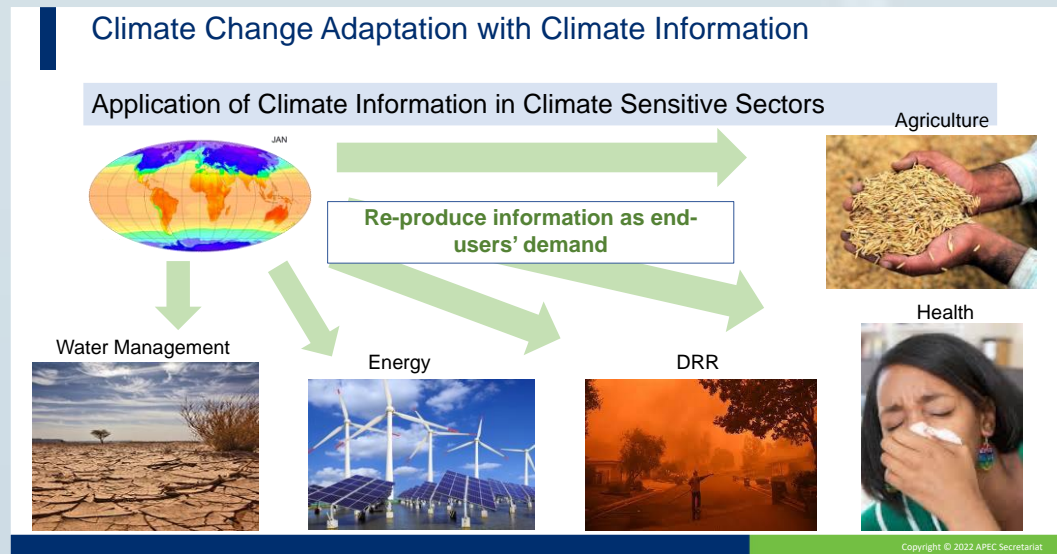 Climate Change Adaptation with Climate Information
Application of Climate Information in Climate Sensitive Sectors
JAN
Agriculture
Re-produce information as end-
users' demand
Health
Water Management
Energy
DRR
Copyright © 2022 APEC Secretariat